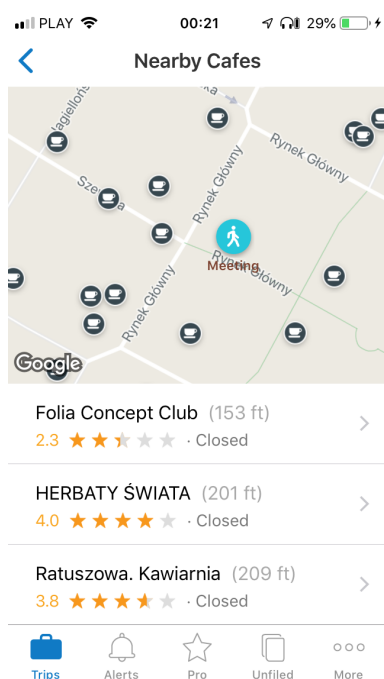 PLAY 00:21 29%
Nearby Cafes
Rynek Główny
Rynek Główny
Rynek Główny
Meeting
Rynek Główny
Google
Folia Concept Club (153 ft)
2.3 · Closed
HERBATY ŚWIATA (201 ft)
4.0 · Closed
Ratuszowa. Kawiarnia (209 ft)
3.8 · Closed
Trips Alerts Pro Unfiled More